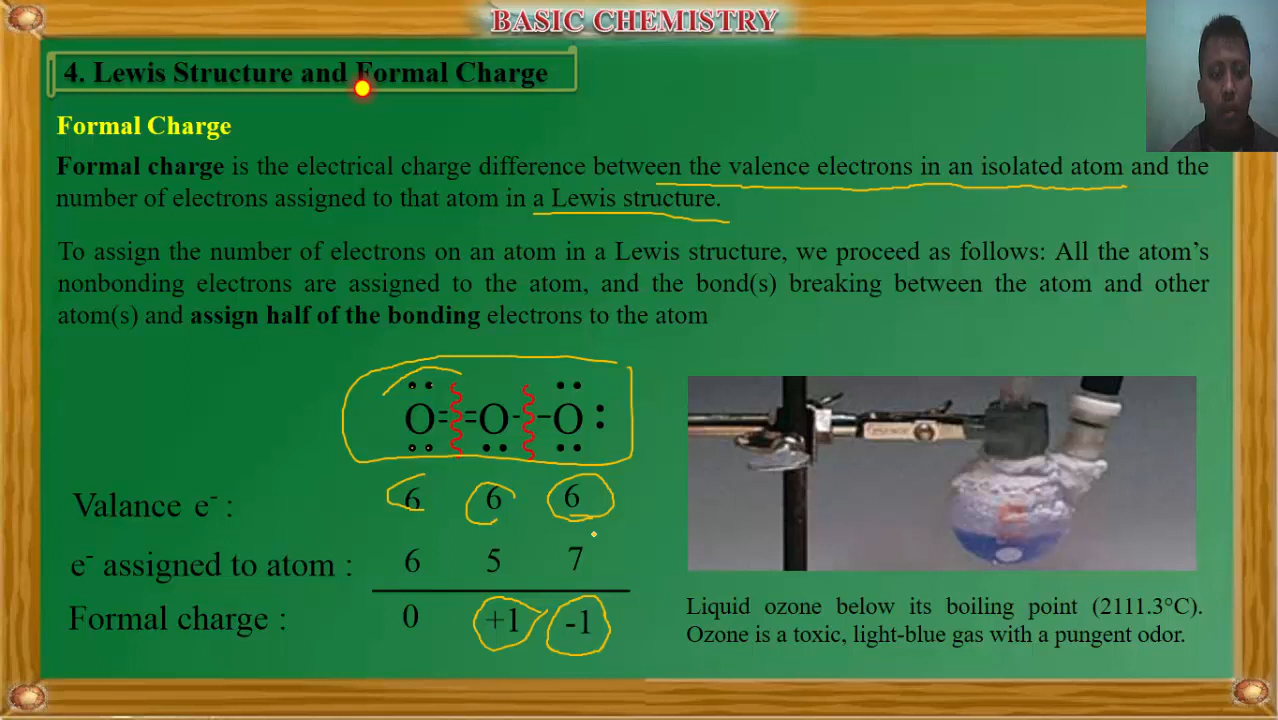 BASIC CHEMISTRY
4. Lewis Structure and Formal Charge
Formal Charge
Formal charge is the electrical charge difference between the valence electrons in an isolated atom and the
number of electrons assigned to that atom in a Lewis structure.
To assign the number of electrons on an atom in a Lewis structure, we proceed as follows: All the atom's
nonbonding electrons are assigned to the atom, and the bond(s) breaking between the atom and other
atom(s) and assign half of the bonding electrons to the atom
O==O--O:
Valance e⁻ : 6 6 6
e⁻ assigned to atom : 6 5 7
Formal charge : 0 +1 -1
Liquid ozone below its boiling point (2111.3°C).
Ozone is a toxic, light-blue gas with a pungent odor.